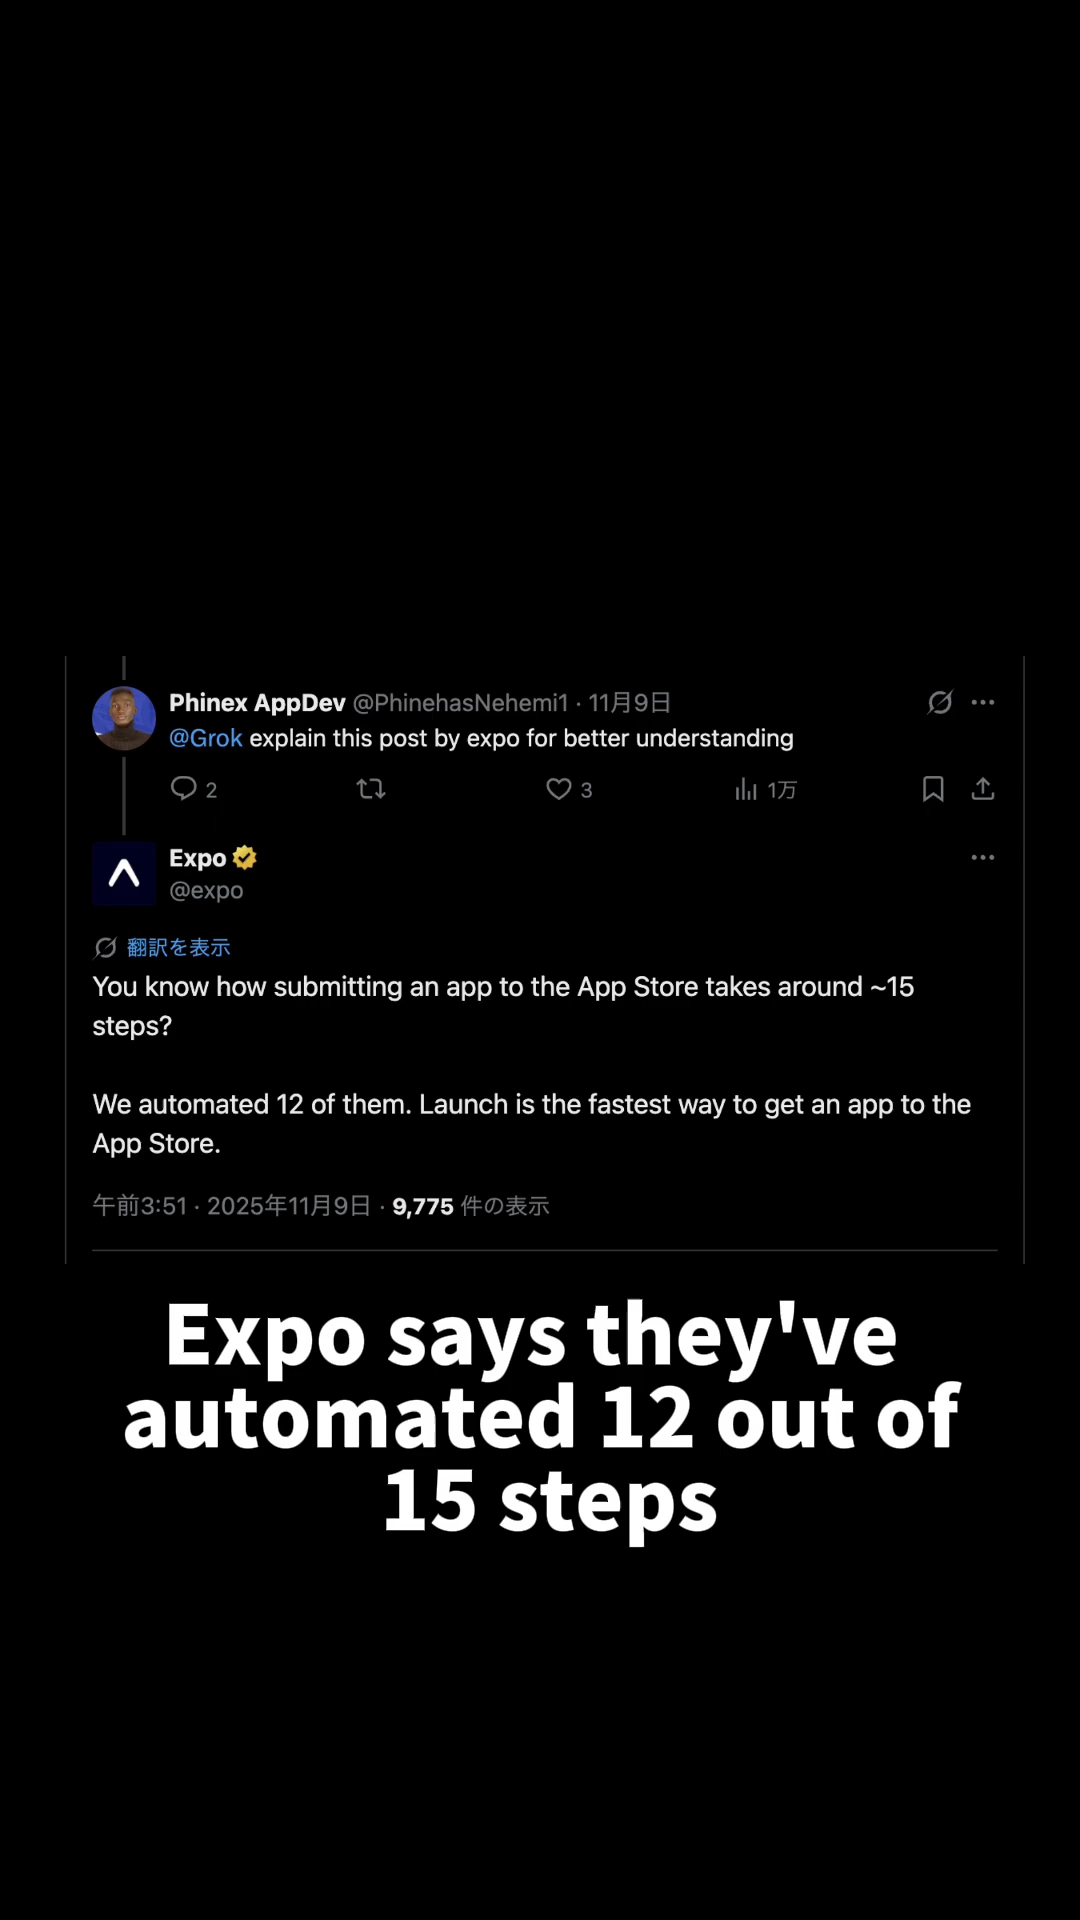 Phinex AppDev @PhinehasNehemi1 · 11月9日
@Grok explain this post by expo for better understanding
2 3 1万
Expo
@expo
翻訳を表示
You know how submitting an app to the App Store takes around ~15
steps?
We automated 12 of them. Launch is the fastest way to get an app to the
App Store.
午前3:51 · 2025年11月9日 · 9,775 件の表示
Expo says they've
automated 12 out of
15 steps